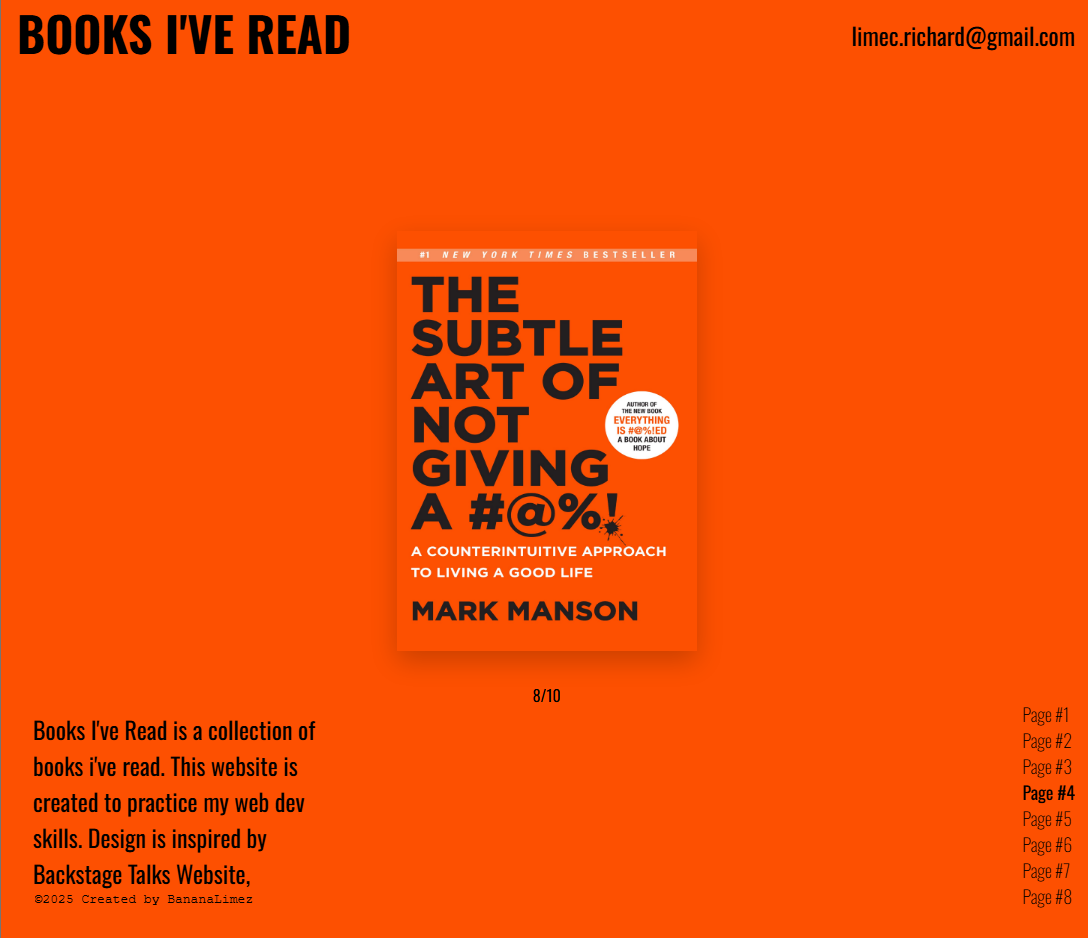 BOOKS I'VE READ
limec.richard@gmail.com
#1 NEW YORK TIMES BESTSELLER
THE
SUBTLE
ART OF
NOT
GIVING
A #@%!
AUTHOR OF
THE NEW BOOK
EVERYTHING
IS #@%!ED
A BOOK ABOUT
HOPE
A COUNTERINTUITIVE APPROACH
TO LIVING A GOOD LIFE
MARK MANSON
8/10
Books I've Read is a collection of
books i've read. This website is
created to practice my web dev
skills. Design is inspired by
Backstage Talks Website,
©2025 Created by BananaLimez
Page #1
Page #2
Page #3
Page #4
Page #5
Page #6
Page #7
Page #8